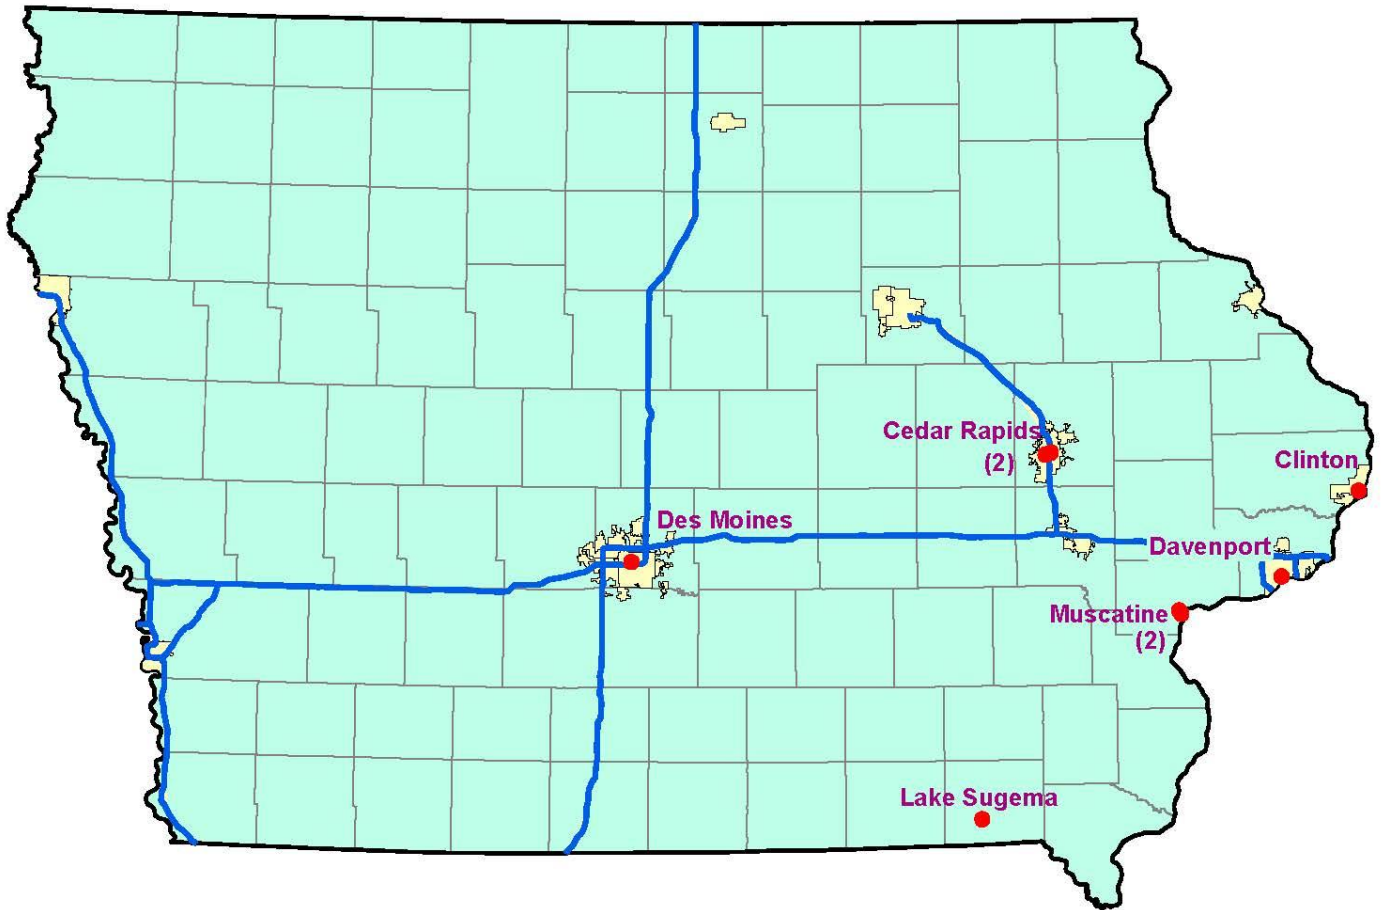 Cedar Rapids
(2)
Clinton
Des Moines
Davenport
Muscatine
(2)
Lake Sugema